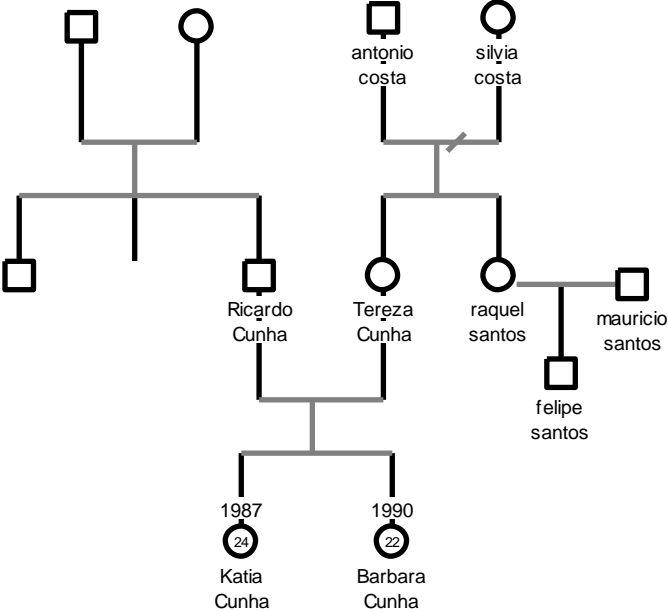 antonio
costa
silvia
costa
Ricardo
Cunha
Tereza
Cunha
raquel
santos
mauricio
santos
felipe
santos
1987
24
Katia
Cunha
1990
22
Barbara
Cunha